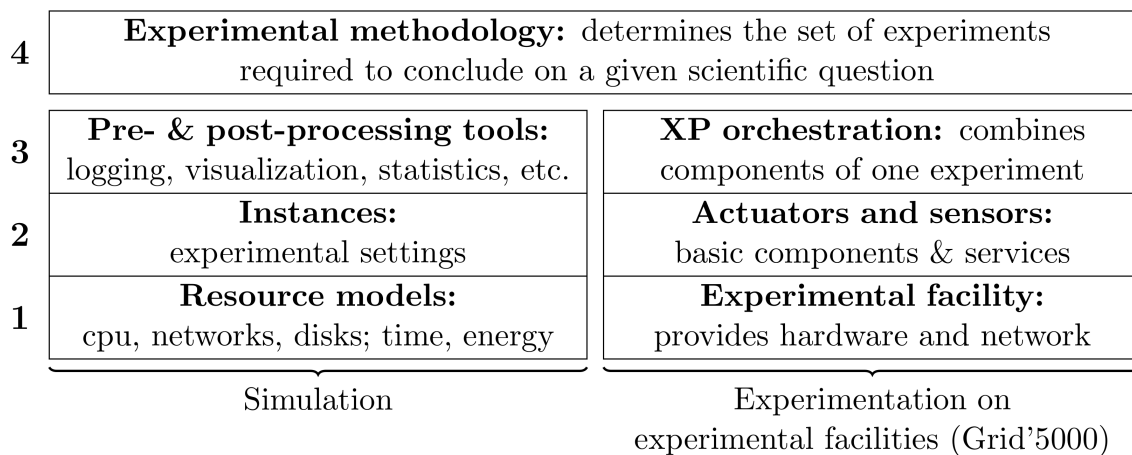 4
Experimental methodology: determines the set of experiments
required to conclude on a given scientific question
3
Pre- & post-processing tools:
logging, visualization, statistics, etc.
XP orchestration: combines
components of one experiment
2
Instances:
experimental settings
Actuators and sensors:
basic components & services
1
Resource models:
cpu, networks, disks; time, energy
Experimental facility:
provides hardware and network
Simulation
Experimentation on
experimental facilities (Grid'5000)